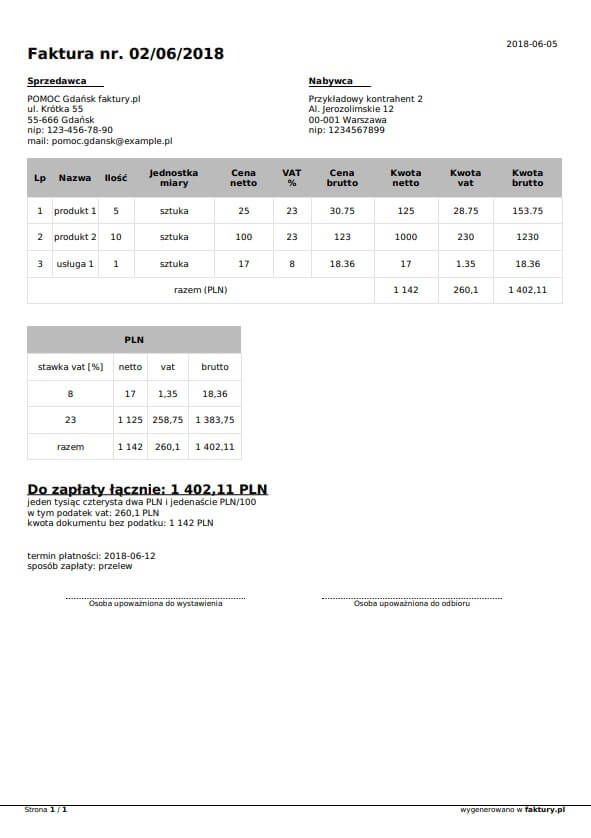 2018-06-05
Faktura nr. 02/06/2018
Sprzedawca Nabywca
POMOC Gdańsk faktury.pl Przykładowy kontrahent 2
ul. Krótka 55 Al. Jerozolimskie 12
55-666 Gdańsk 00-001 Warszawa
nip: 123-456-78-90 nip: 1234567899
mail: pomoc.gdansk@example.pl
Lp Nazwa Ilość Jednostka miary Cena netto VAT % Cena brutto Kwota netto Kwota vat Kwota brutto
1 produkt 1 5 sztuka 25 23 30.75 125 28.75 153.75
2 produkt 2 10 sztuka 100 23 123 1000 230 1230
3 usługa 1 1 sztuka 17 8 18.36 17 1.35 18.36
razem (PLN) 1 142 260,1 1 402,11
PLN
stawka vat [%] netto vat brutto
8 17 1,35 18,36
23 1 125 258,75 1 383,75
razem 1 142 260,1 1 402,11
Do zapłaty łącznie: 1 402,11 PLN
jeden tysiąc czterysta dwa PLN i jedenaście PLN/100
w tym podatek vat: 260,1 PLN
kwota dokumentu bez podatku: 1 142 PLN
termin płatności: 2018-06-12
sposób zapłaty: przelew
Osoba upoważniona do wystawienia Osoba upoważniona do odbioru
Strona 1 / 1 wygenerowano w faktury.pl